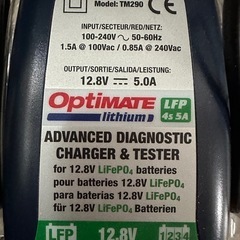 Model: TM290
INPUT/SECTEUR/RED/NETZ:
100-240V ~ 50-60Hz
1.5A @ 100Vac / 0.85A @ 240Vac
OUTPUT/SORTIE/SALIDA/LEISTUNG:
12.8V ⎓ 5.0A
OPTIMATE LFP
lithium 4s 5A
ADVANCED DIAGNOSTIC
CHARGER & TESTER
for 12.8V LiFePO4 batteries
pour batteries 12.8V LiFePO4
para baterias 12.8V LiFePO4
für 12.8V LiFePO4 Batterien
LFP 12.8V 1234